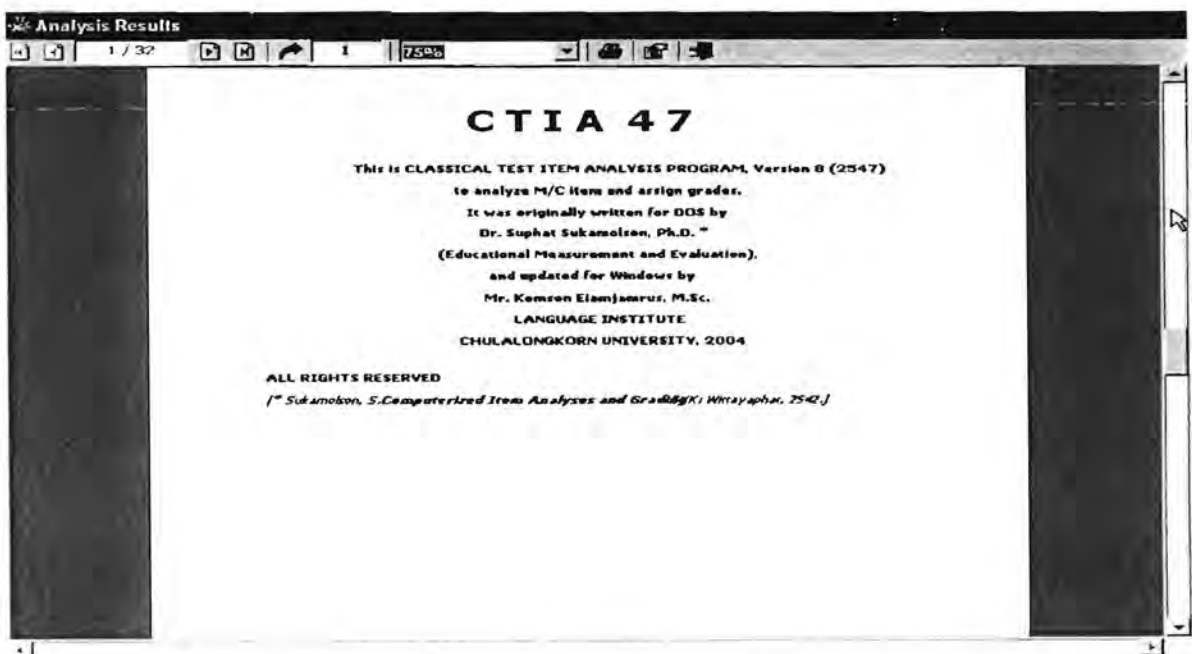 Analysis Results
1 / 32 1 75%
CTIA 47
This is CLASSICAL TEST ITEM ANALYSIS PROGRAM, Version 8 (2547)
to analyze M/C item and assign grades.
It was originally written for DOS by
Dr. Suphat Sukamolson, Ph.D. *
(Educational Measurement and Evaluation),
and updated for Windows by
Mr. Komson Eiamjamrus, M.Sc.
LANGUAGE INSTITUTE
CHULALONGKORN UNIVERSITY, 2004
ALL RIGHTS RESERVED
[* Sukamolson, S.Computerized Item Analyses and Wittayaphat, 2542.]